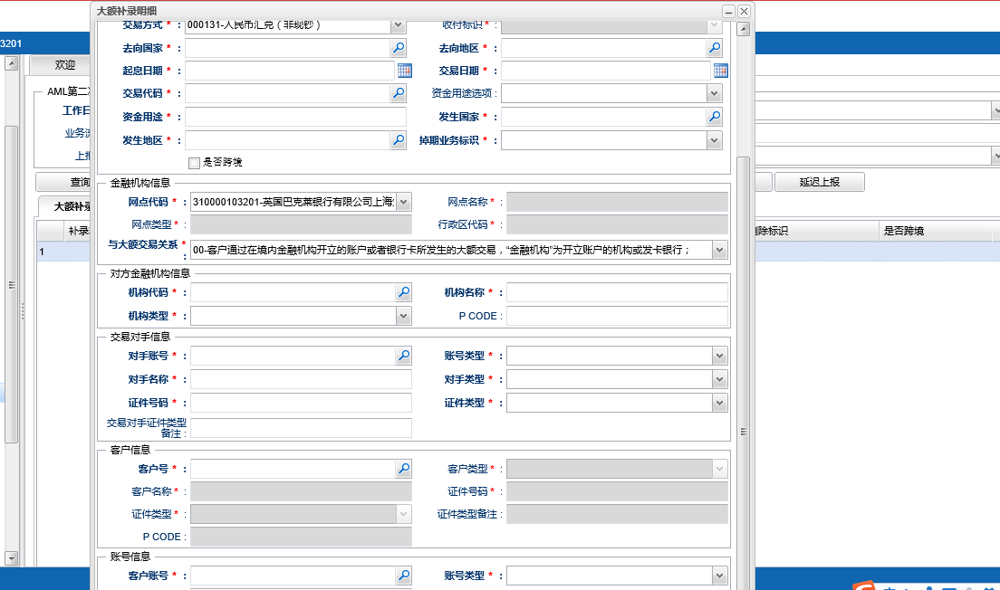 大额补录明细
交易方式 * : 000131-人民币汇兑（非现钞） 收付标识 * :
3201
去向国家 * : 去向地区 * :
欢迎 起息日期 * : 交易日期 * :
AML第二 交易代码 * : 资金用途选项 :
工作日 资金用途 * : 发生国家 * :
业务流 发生地区 * : 掉期业务标识 * :
上报
是否跨境
查询 金融机构信息 延迟上报
大额补录 网点代码 * : 310000103201-英国巴克莱银行有限公司上海 网点名称 * :
补录 网点类型 * : 行政区代码 * : 删除标识 是否跨境
1 与大额交易关系 * : 00-客户通过在境内金融机构开立的账户或者银行卡所发生的大额交易，“金融机构”为开立账户的机构或发卡银行；
对方金融机构信息
机构代码 * : 机构名称 * :
机构类型 * : P CODE :
交易对手信息
对手账号 * : 账号类型 * :
对手名称 * : 对手类型 * :
证件号码 * : 证件类型 * :
交易对手证件类型
备注 :
客户信息
客户号 * : 客户类型 * :
客户名称 * : 证件号码 * :
证件类型 * : 证件类型备注 :
P CODE :
账号信息
客户账号 * : 账号类型 * :